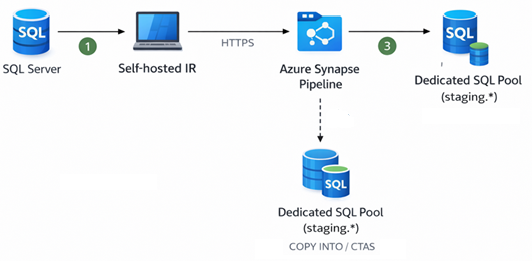 SQL
SQL Server
1
Self-hosted IR
HTTPS
Azure Synapse
Pipeline
3
SQL
Dedicated SQL Pool
(staging.*)
SQL
Dedicated SQL Pool
(staging.*)
COPY INTO / CTAS